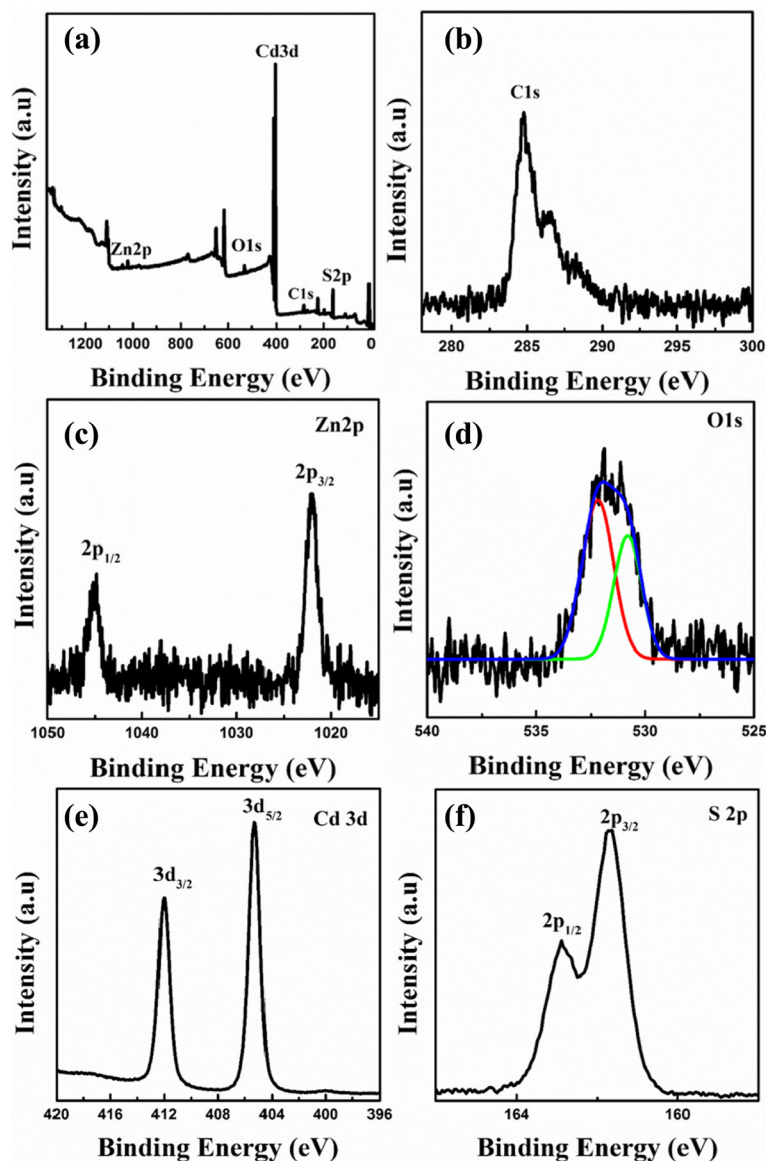 (a)
Cd3d
Zn2p
O1s
S2p
C1s
1200 1000 800 600 400 200 0
Binding Energy (eV)
Intensity (a.u)
(b)
C1s
280 285 290 295 300
Binding Energy (eV)
Intensity (a.u)
(c)
Zn2p
2p3/2
2p1/2
1050 1040 1030 1020
Binding Energy (eV)
Intensity (a.u)
(d)
O1s
540 535 530 525
Binding Energy (eV)
Intensity (a.u)
(e)
3d5/2
Cd 3d
3d3/2
420 416 412 408 404 400 396
Binding Energy (eV)
Intensity (a.u)
(f)
2p3/2
S 2p
2p1/2
164 160
Binding Energy (eV)
Intensity (a.u)